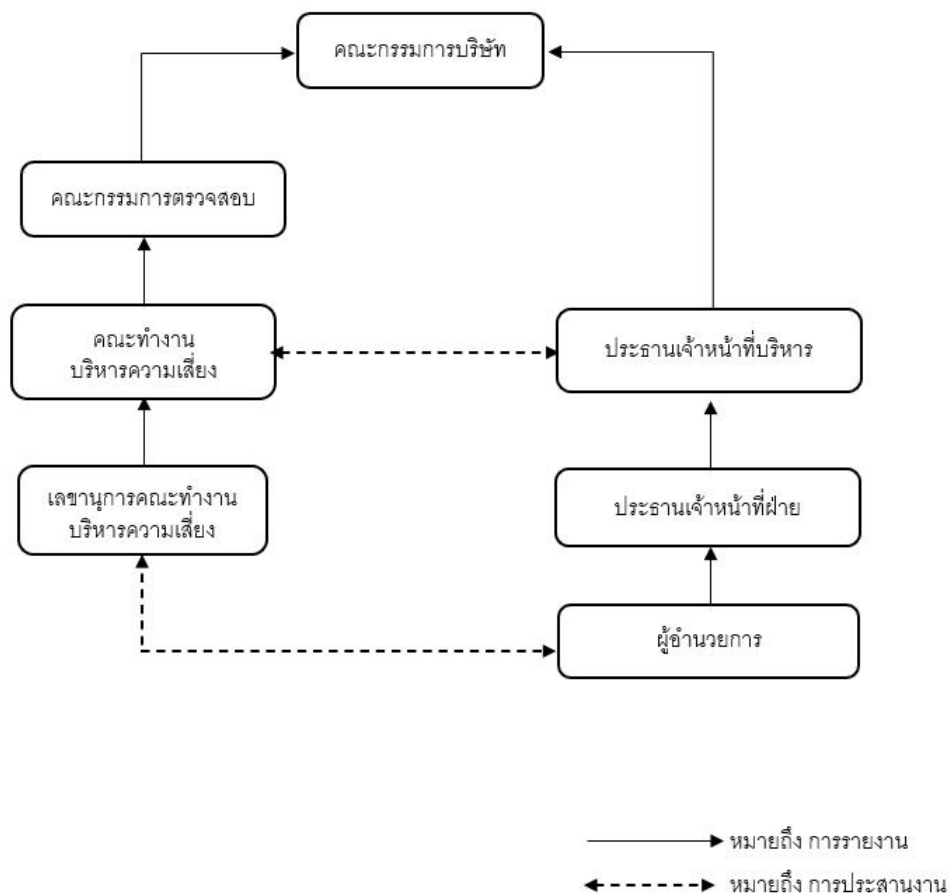 คณะกรรมการบริษัท
คณะกรรมการตรวจสอบ
คณะทำงาน
บริหารความเสี่ยง
ประธานเจ้าหน้าที่บริหาร
เลขานุการคณะทำงาน
บริหารความเสี่ยง
ประธานเจ้าหน้าที่ฝ่าย
ผู้อำนวยการ
หมายถึง การรายงาน
หมายถึง การประสานงาน